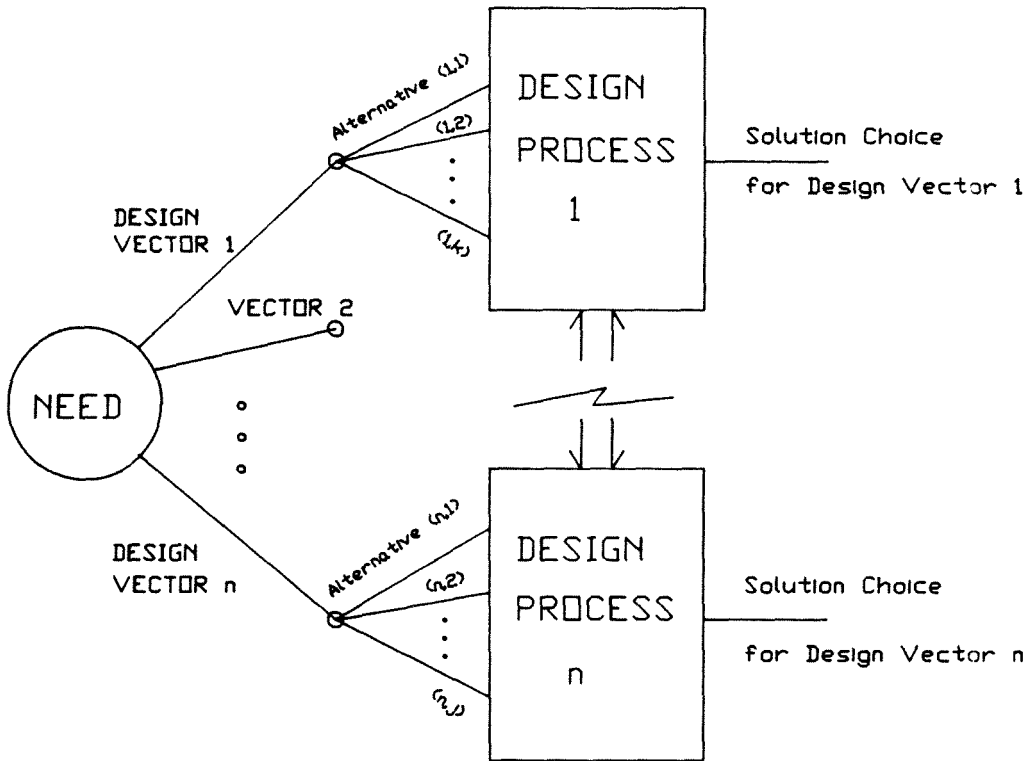 Alternative (1,1)
(1,2)
(1,k)
DESIGN
PROCESS
1
Solution Choice
for Design Vector 1
DESIGN
VECTOR 1
VECTOR 2
NEED
DESIGN
VECTOR n
Alternative (n,1)
(n,2)
(n,j)
DESIGN
PROCESS
n
Solution Choice
for Design Vector n